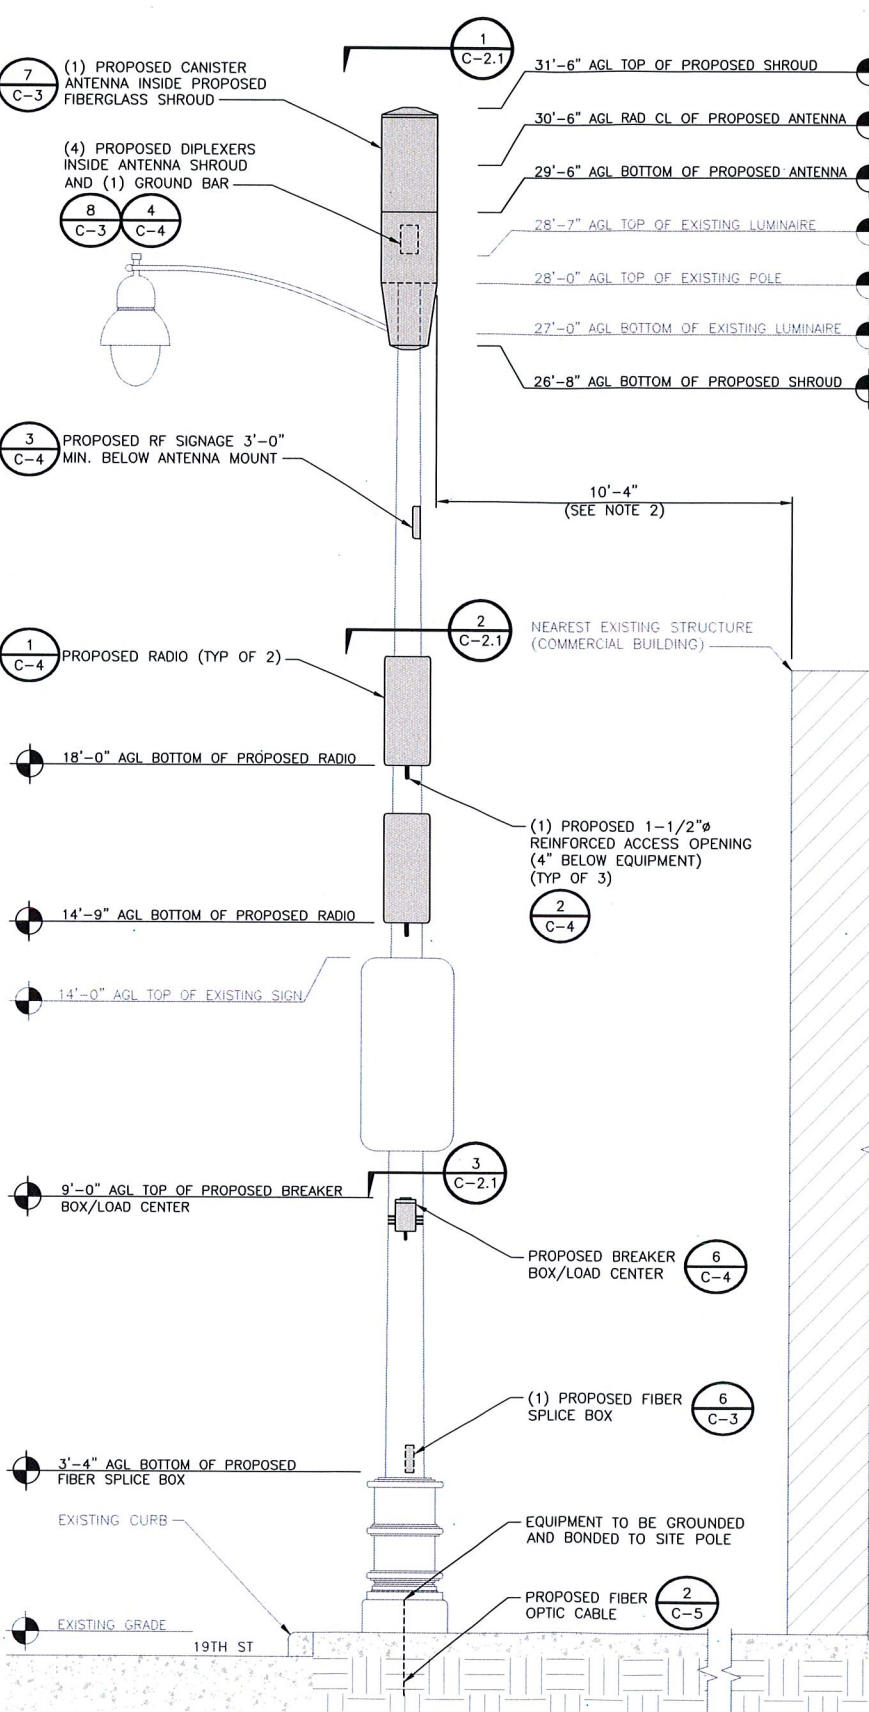 1
C-2.1
7
C-3
(1) PROPOSED CANISTER
ANTENNA INSIDE PROPOSED
FIBERGLASS SHROUD
31'-6" AGL TOP OF PROPOSED SHROUD
30'-6" AGL RAD CL OF PROPOSED ANTENNA
(4) PROPOSED DIPLEXERS
INSIDE ANTENNA SHROUD
AND (1) GROUND BAR
8
C-3
4
C-4
29'-6" AGL BOTTOM OF PROPOSED ANTENNA
28'-7" AGL TOP OF EXISTING LUMINAIRE
28'-0" AGL TOP OF EXISTING POLE
27'-0" AGL BOTTOM OF EXISTING LUMINAIRE
26'-8" AGL BOTTOM OF PROPOSED SHROUD
3
C-4
PROPOSED RF SIGNAGE 3'-0"
MIN. BELOW ANTENNA MOUNT
10'-4"
(SEE NOTE 2)
2
C-2.1
NEAREST EXISTING STRUCTURE
(COMMERCIAL BUILDING)
1
C-4
PROPOSED RADIO (TYP OF 2)
18'-0" AGL BOTTOM OF PROPOSED RADIO
(1) PROPOSED 1-1/2"ø
REINFORCED ACCESS OPENING
(4" BELOW EQUIPMENT)
(TYP OF 3)
2
C-4
14'-9" AGL BOTTOM OF PROPOSED RADIO
14'-0" AGL TOP OF EXISTING SIGN
3
C-2.1
9'-0" AGL TOP OF PROPOSED BREAKER
BOX/LOAD CENTER
PROPOSED BREAKER
BOX/LOAD CENTER
6
C-4
(1) PROPOSED FIBER
SPLICE BOX
6
C-3
3'-4" AGL BOTTOM OF PROPOSED
FIBER SPLICE BOX
EXISTING CURB
EQUIPMENT TO BE GROUNDED
AND BONDED TO SITE POLE
PROPOSED FIBER
OPTIC CABLE
2
C-5
EXISTING GRADE
19TH ST